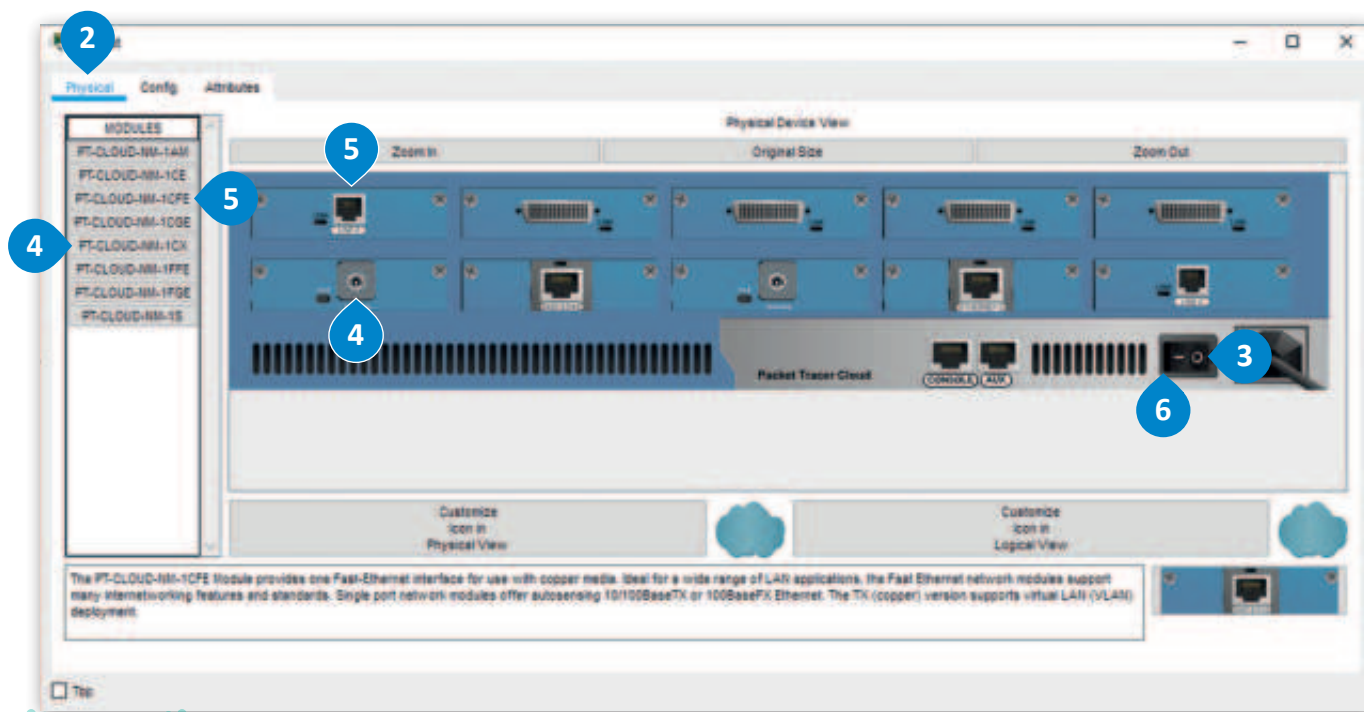 2
Physical Config Attributes
MODULES
PT-CLOUD-NM-1AM
PT-CLOUD-NM-1CE
PT-CLOUD-NM-1CFE
PT-CLOUD-NM-1CGE
PT-CLOUD-NM-1CX
PT-CLOUD-NM-1FFE
PT-CLOUD-NM-1FGE
PT-CLOUD-NM-1S
5
4
Physical Device View
Zoom In Original Size Zoom Out
5
4
Packet Tracer Cloud
CONSOLE AUX
3
6
Customize
Icon in
Physical View
Customize
Icon in
Logical View
The PT-CLOUD-NM-1CFE Module provides one Fast-Ethernet interface for use with copper media. Ideal for a wide range of LAN applications, the Fast Ethernet network modules support
many internetworking features and standards. Single port network modules offer autosensing 10/100BaseTX or 100BaseFX Ethernet. The TX (copper) version supports virtual LAN (VLAN)
deployment.
Top